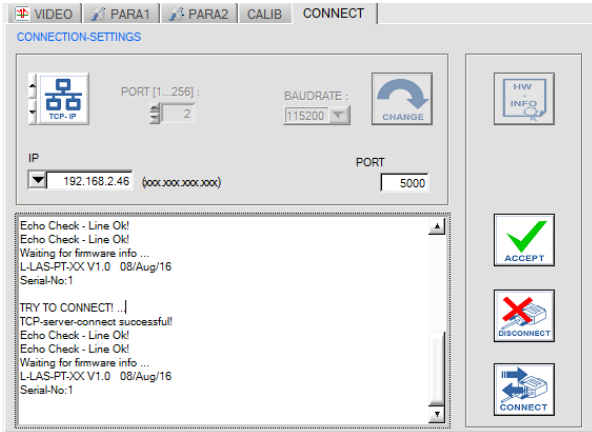 VIDEO PARA1 PARA2 CALIB CONNECT
CONNECTION-SETTINGS
PORT [1...256] :
2
BAUDRATE :
115200
TCP-IP
CHANGE
HW
-
INFO
IP
192.168.2.46 (xxx.xxx.xxx.xxx)
PORT
5000
Echo Check - Line Ok!
Echo Check - Line Ok!
Waiting for firmware info ...
L-LAS-PT-XX V1.0 08/Aug/16
Serial-No:1
TRY TO CONNECT! ...
TCP-server-connect successful!
Echo Check - Line Ok!
Echo Check - Line Ok!
Waiting for firmware info ...
L-LAS-PT-XX V1.0 08/Aug/16
Serial-No:1
ACCEPT
DISCONNECT
CONNECT